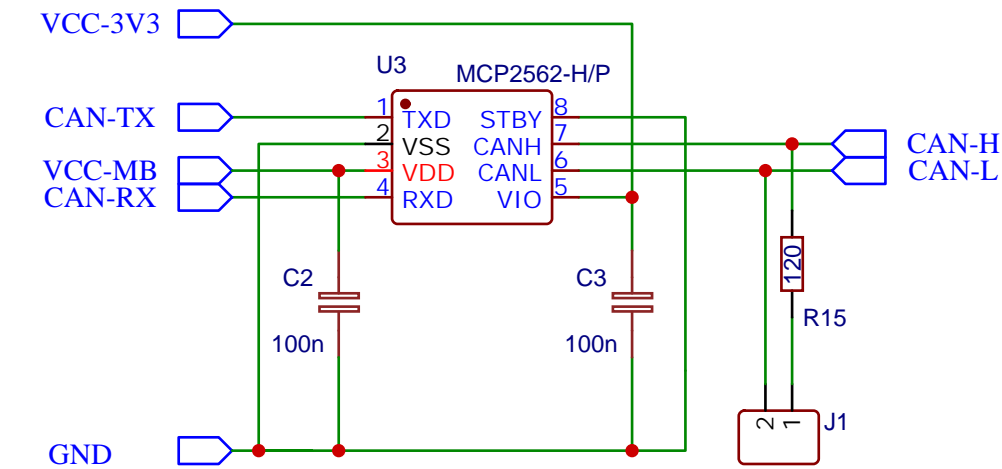 VCC-3V3
U3
MCP2562-H/P
CAN-TX
1 TXD STBY 8
2 VSS CANH 7
CAN-H
VCC-MB
3 VDD CANL 6
CAN-L
CAN-RX
4 RXD VIO 5
C2
C3
120
R15
100n
100n
2 1
J1
GND